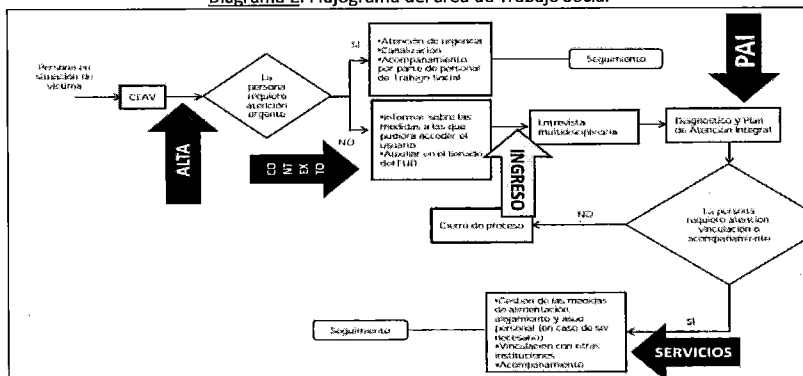 Diagrama 2. Flujograma del área de Trabajo Social
Persona en
situación de
víctima
CEAV
La
persona
requiere
atención
urgente
SI
•Atención de urgencia
•Canalización
•Acompañamiento
por parte de personal
de Trabajo Social
Seguimiento
NO
•Informar sobre las
medidas a las que
pudiera acceder el
usuario
•Auxiliar en el llenado
del FUD
Entrevista
multidisciplinaria
Diagnóstico y Plan
de Atención Integral
PAI
ALTA
CONTEXTO
INGRESO
La persona
requiere atención,
vinculación o
acompañamiento
NO
Cierre de proceso
SI
•Gestión de las medidas
de alimentación,
alojamiento y aseo
personal (en caso de ser
necesario)
•Vinculación con otras
instituciones
•Acompañamiento
Seguimiento
SERVICIOS